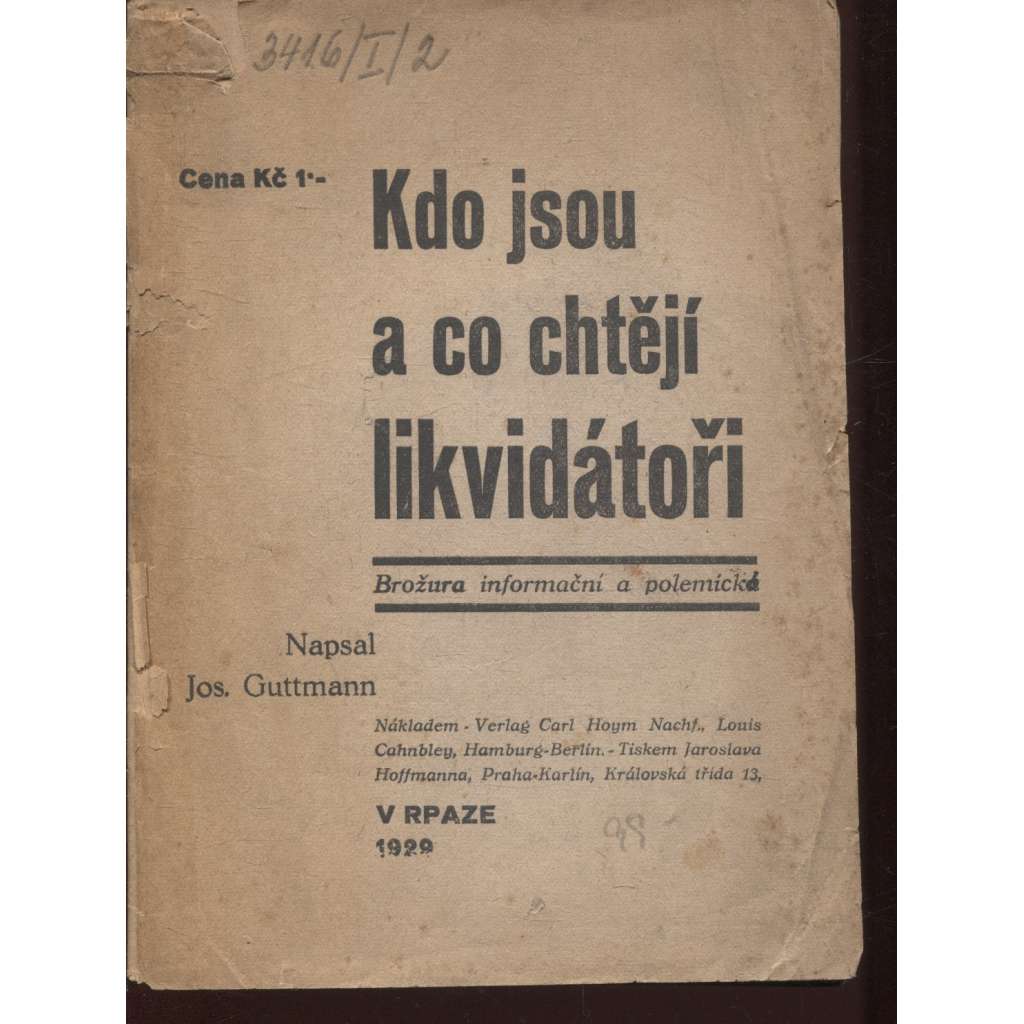 3416/I/2
Cena Kč 1·-
Kdo jsou
a co chtějí
likvidátoři
Brožura informační a polemická
Napsal
Jos. Guttmann
Nákladem - Verlag Carl Hoym Nachf., Louis
Cahnbley, Hamburg-Berlín. - Tiskem Jaroslava
Hoffmanna, Praha-Karlín, Královská třída 13,
V RPAZE
1929